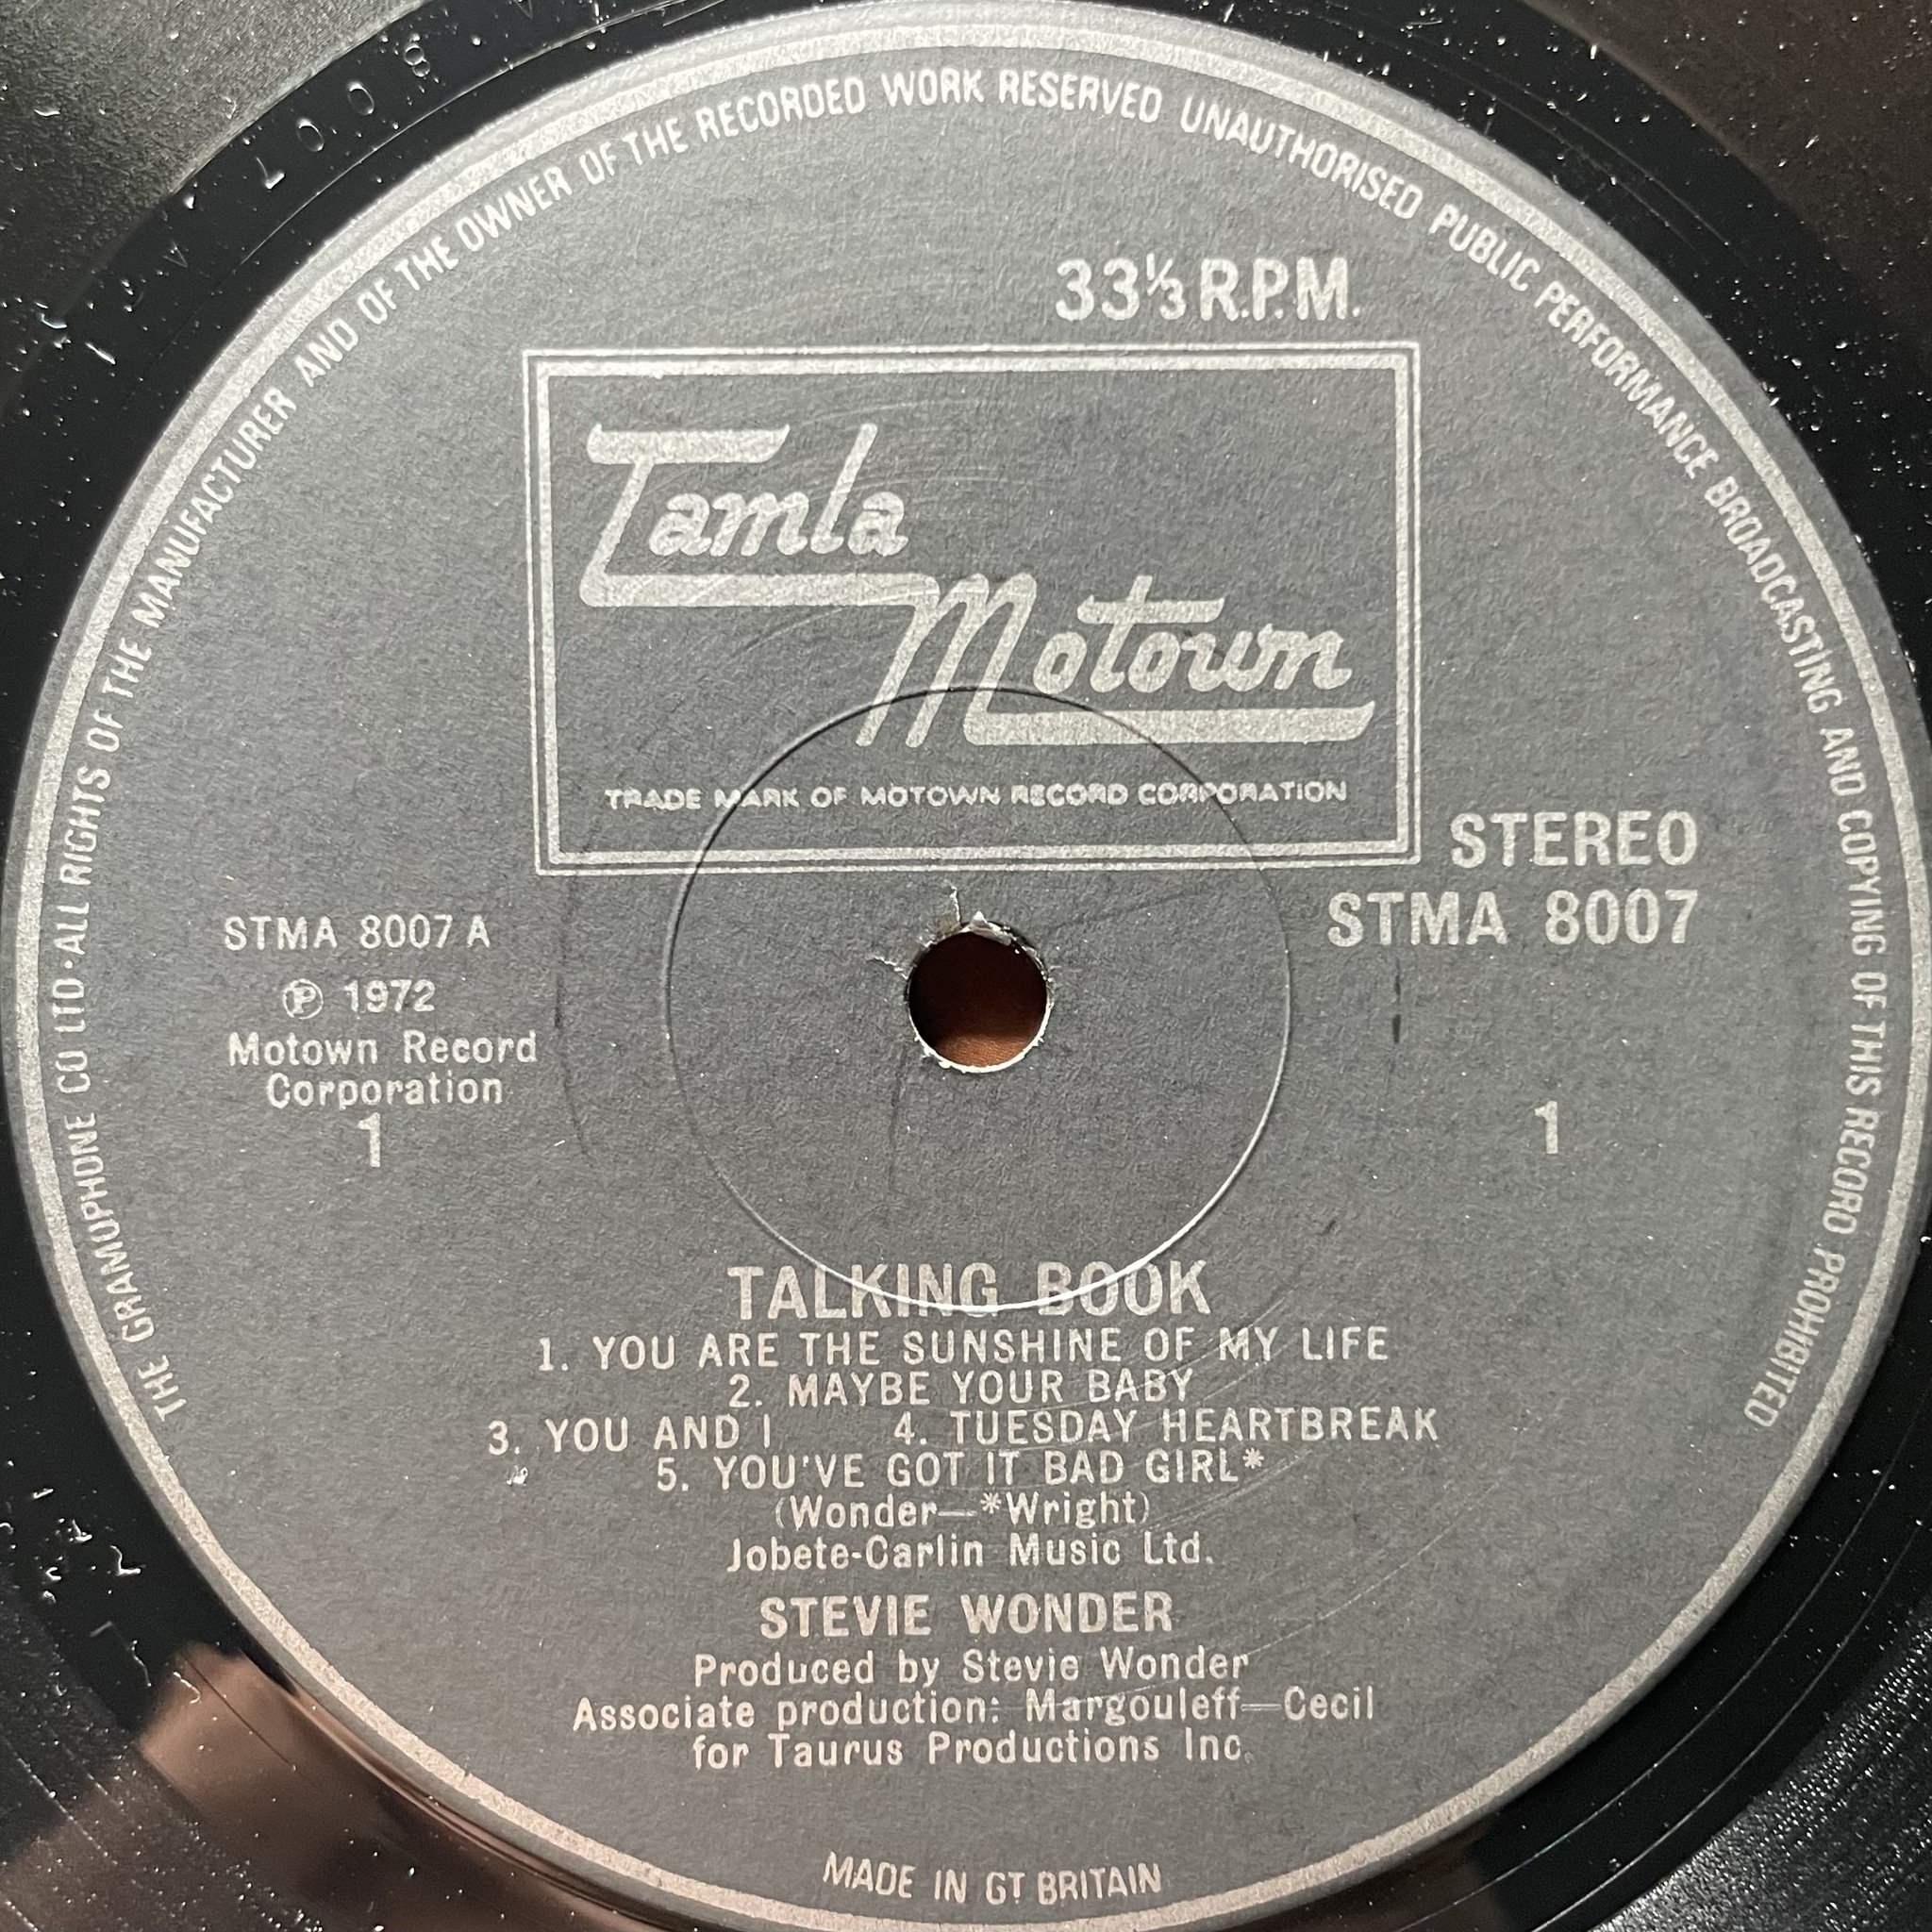 THE GRAMOPHONE CO LTD · ALL RIGHTS OF THE MANUFACTURER AND OF THE OWNER OF THE RECORDED WORK RESERVED UNAUTHORISED PUBLIC PERFORMANCE BROADCASTING AND COPYING OF THIS RECORD PROHIBITED
8007
33⅓ R.P.M.
Tamla
Motown
TRADE MARK OF MOTOWN RECORD CORPORATION
STEREO
STMA 8007
STMA 8007 A
℗ 1972
Motown Record
Corporation
1
1
TALKING BOOK
1. YOU ARE THE SUNSHINE OF MY LIFE
2. MAYBE YOUR BABY
3. YOU AND I 4. TUESDAY HEARTBREAK
5. YOU'VE GOT IT BAD GIRL*
(Wonder—*Wright)
Jobete-Carlin Music Ltd.
STEVIE WONDER
Produced by Stevie Wonder
Associate production: Margouleff—Cecil
for Taurus Productions Inc.
MADE IN GT BRITAIN